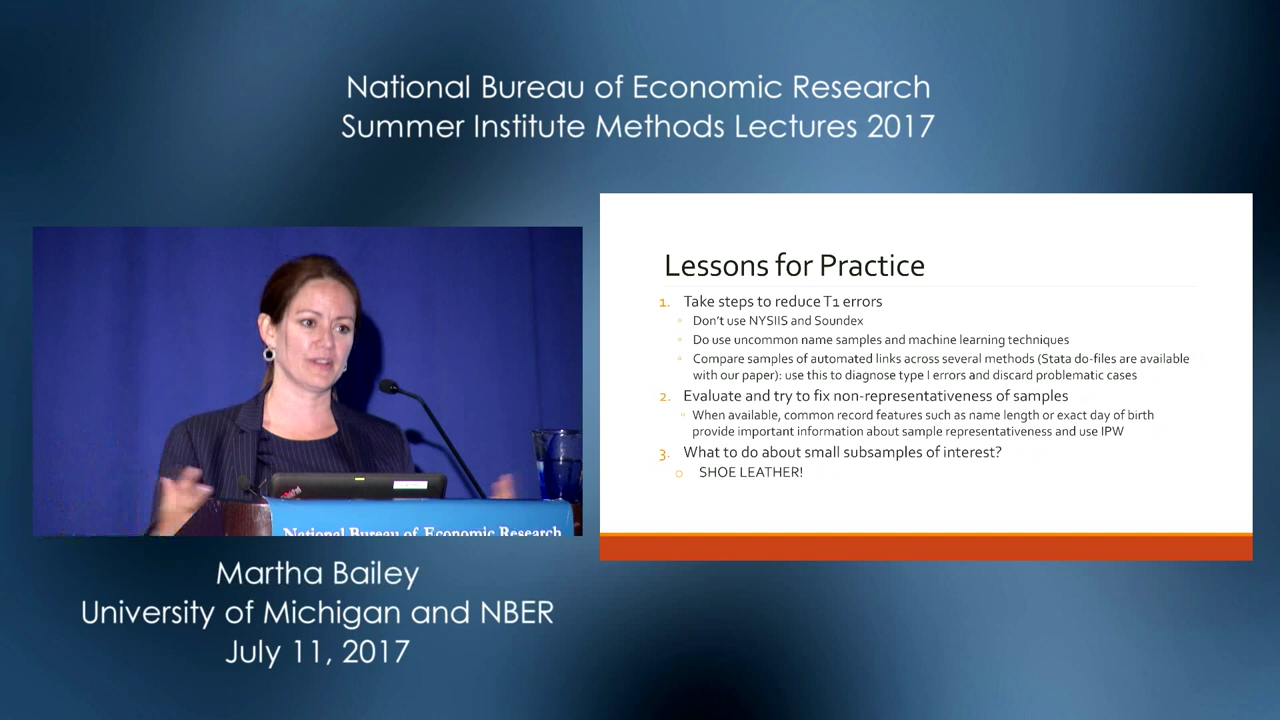 National Bureau of Economic Research
Summer Institute Methods Lectures 2017
Lessons for Practice
1. Take steps to reduce T1 errors
◦ Don't use NYSIIS and Soundex
◦ Do use uncommon name samples and machine learning techniques
◦ Compare samples of automated links across several methods (Stata do-files are available
with our paper): use this to diagnose type I errors and discard problematic cases
2. Evaluate and try to fix non-representativeness of samples
◦ When available, common record features such as name length or exact day of birth
provide important information about sample representativeness and use IPW
3. What to do about small subsamples of interest?
o SHOE LEATHER!
National Bureau of Economic Research
Martha Bailey
University of Michigan and NBER
July 11, 2017